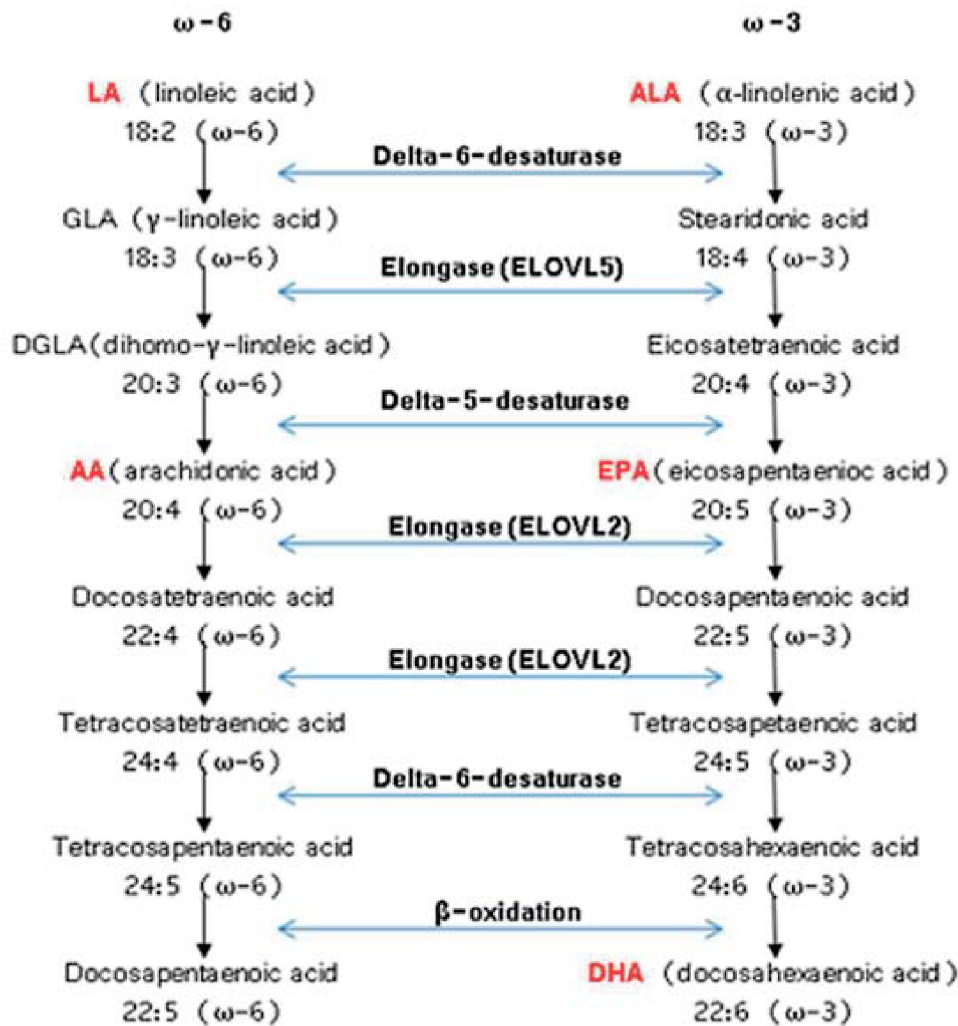 ω-6 ω-3
LA (linoleic acid) ALA (α-linolenic acid)
18:2 (ω-6) 18:3 (ω-3)
Delta-6-desaturase
GLA (γ-linoleic acid) Stearidonic acid
18:3 (ω-6) 18:4 (ω-3)
Elongase (ELOVL5)
DGLA(dihomo-γ-linoleic acid) Eicosatetraenoic acid
20:3 (ω-6) 20:4 (ω-3)
Delta-5-desaturase
AA(arachidonic acid) EPA(eicosapentaenioc acid)
20:4 (ω-6) 20:5 (ω-3)
Elongase (ELOVL2)
Docosatetraenoic acid Docosapentaenoic acid
22:4 (ω-6) 22:5 (ω-3)
Elongase (ELOVL2)
Tetracosatetraenoic acid Tetracosapetaenoic acid
24:4 (ω-6) 24:5 (ω-3)
Delta-6-desaturase
Tetracosapentaenoic acid Tetracosahexaenoic acid
24:5 (ω-6) 24:6 (ω-3)
β-oxidation
Docosapentaenoic acid DHA (docosahexaenoic acid)
22:5 (ω-6) 22:6 (ω-3)